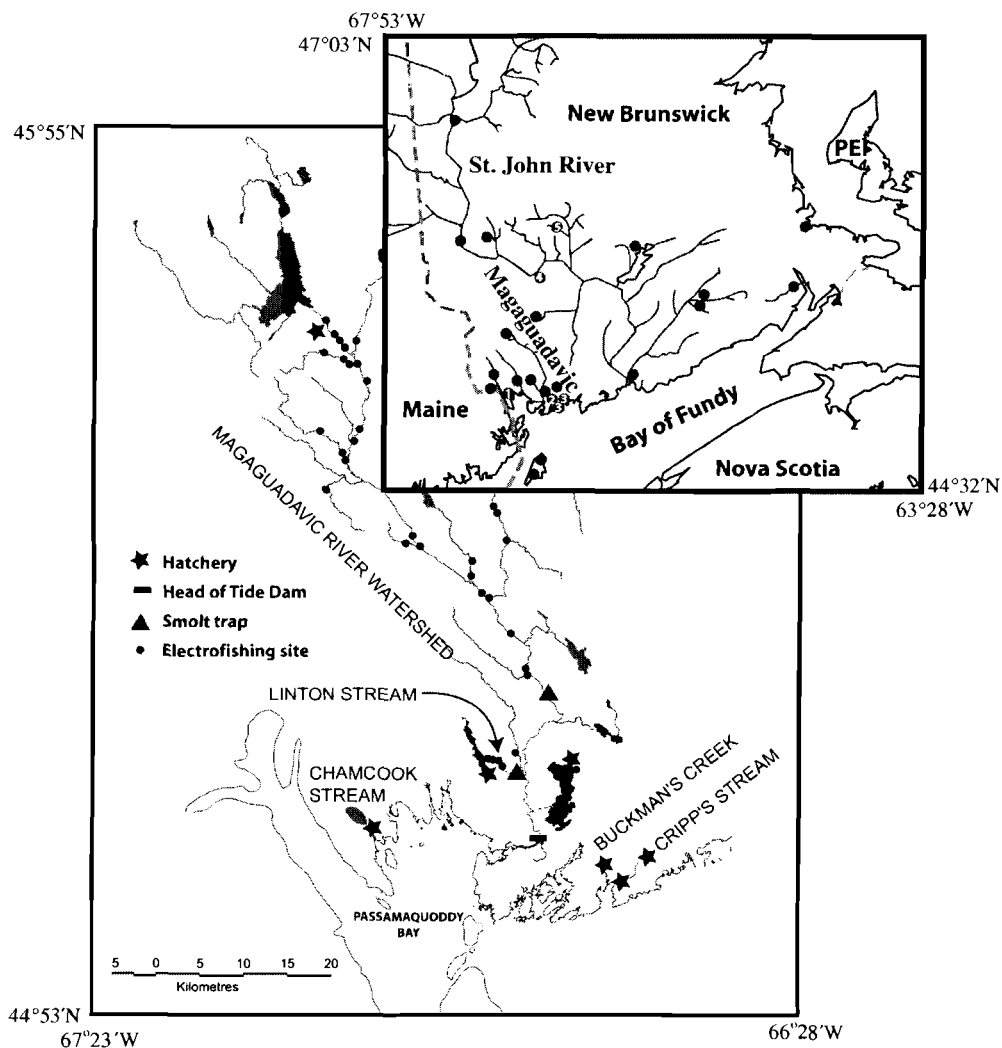 67°53′W
47°03′N
45°55′N
New Brunswick
PEI
St. John River
Magaguadavic
Maine
Bay of Fundy
Nova Scotia
44°32′N
63°28′W
MAGAGUADAVIC RIVER WATERSHED
Hatchery
Head of Tide Dam
Smolt trap
Electrofishing site
LINTON STREAM
CHAMCOOK
STREAM
BUCKMAN'S CREEK
CRIPP'S STREAM
PASSAMAQUODDY
BAY
5 0 5 10 15 20
Kilometres
44°53′N
67°23′W
66°28′W